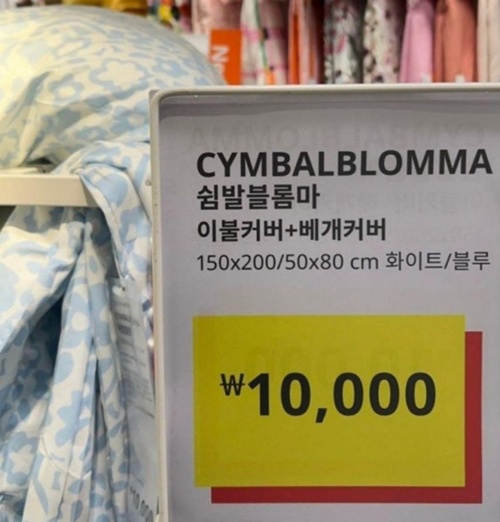 CYMBALBLOMMA
쉼발블롬마
이불커버+베개커버
150x200/50x80 cm 화이트/블루
₩10,000